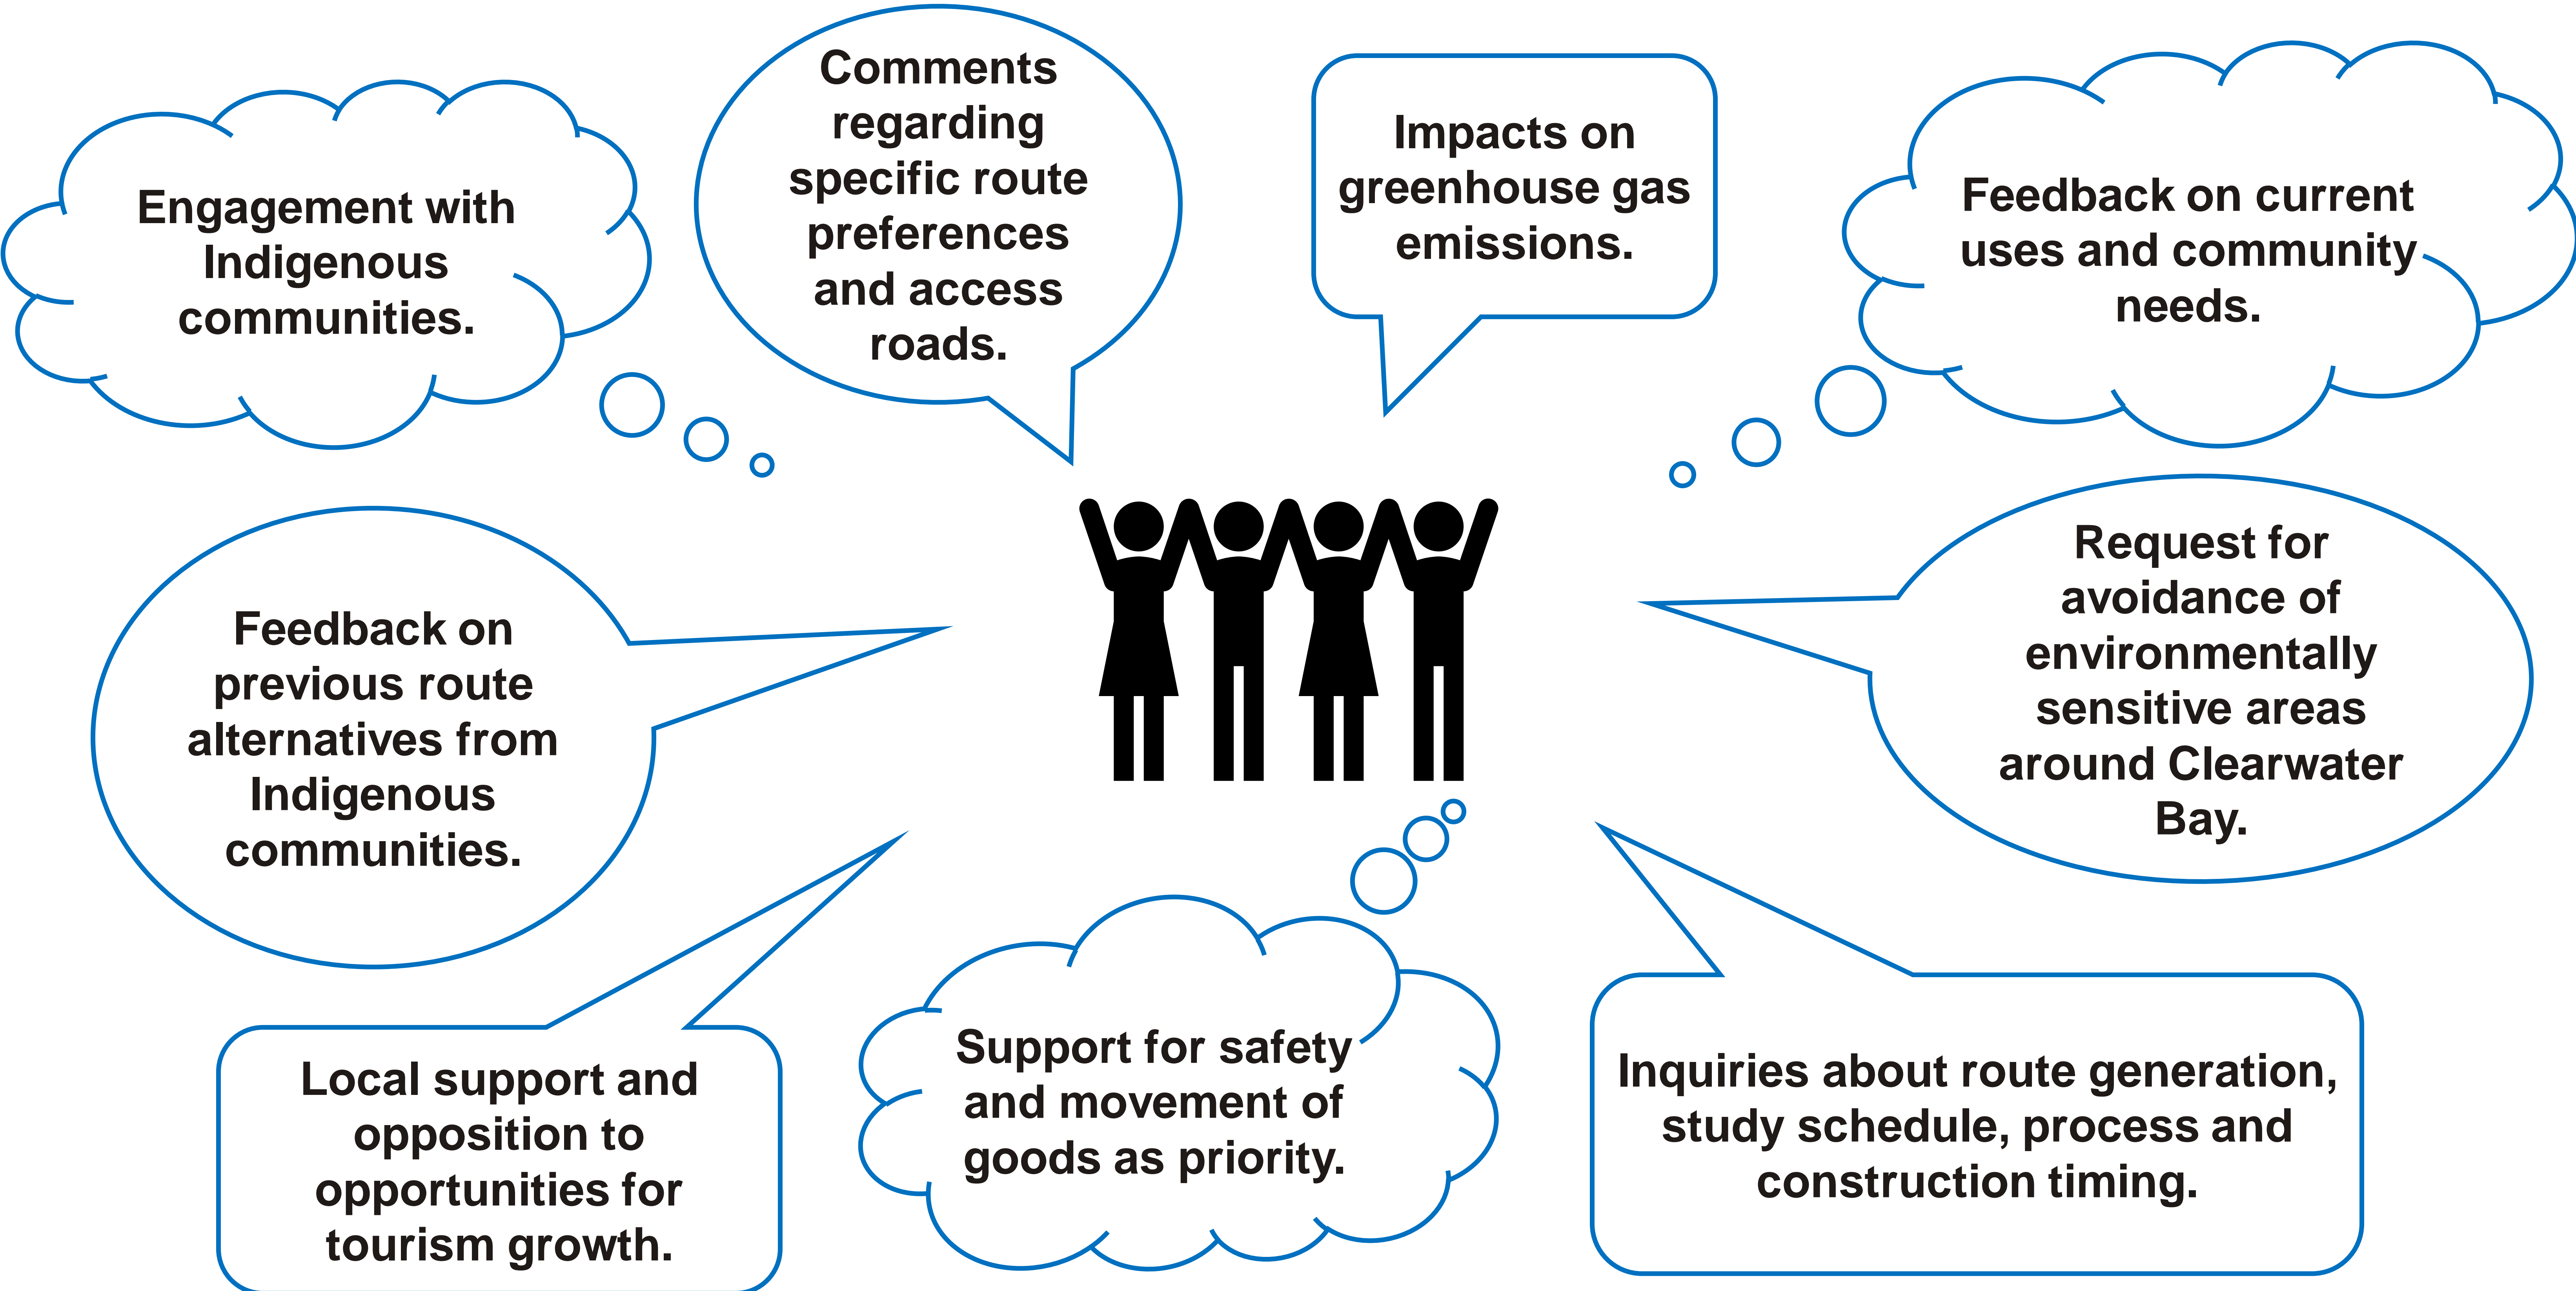 Engagement with
Indigenous
communities.
Comments
regarding
specific route
preferences
and access
roads.
Impacts on
greenhouse gas
emissions.
Feedback on current
uses and community
needs.
Feedback on
previous route
alternatives from
Indigenous
communities.
Request for
avoidance of
environmentally
sensitive areas
around Clearwater
Bay.
Local support and
opposition to
opportunities for
tourism growth.
Support for safety
and movement of
goods as priority.
Inquiries about route generation,
study schedule, process and
construction timing.